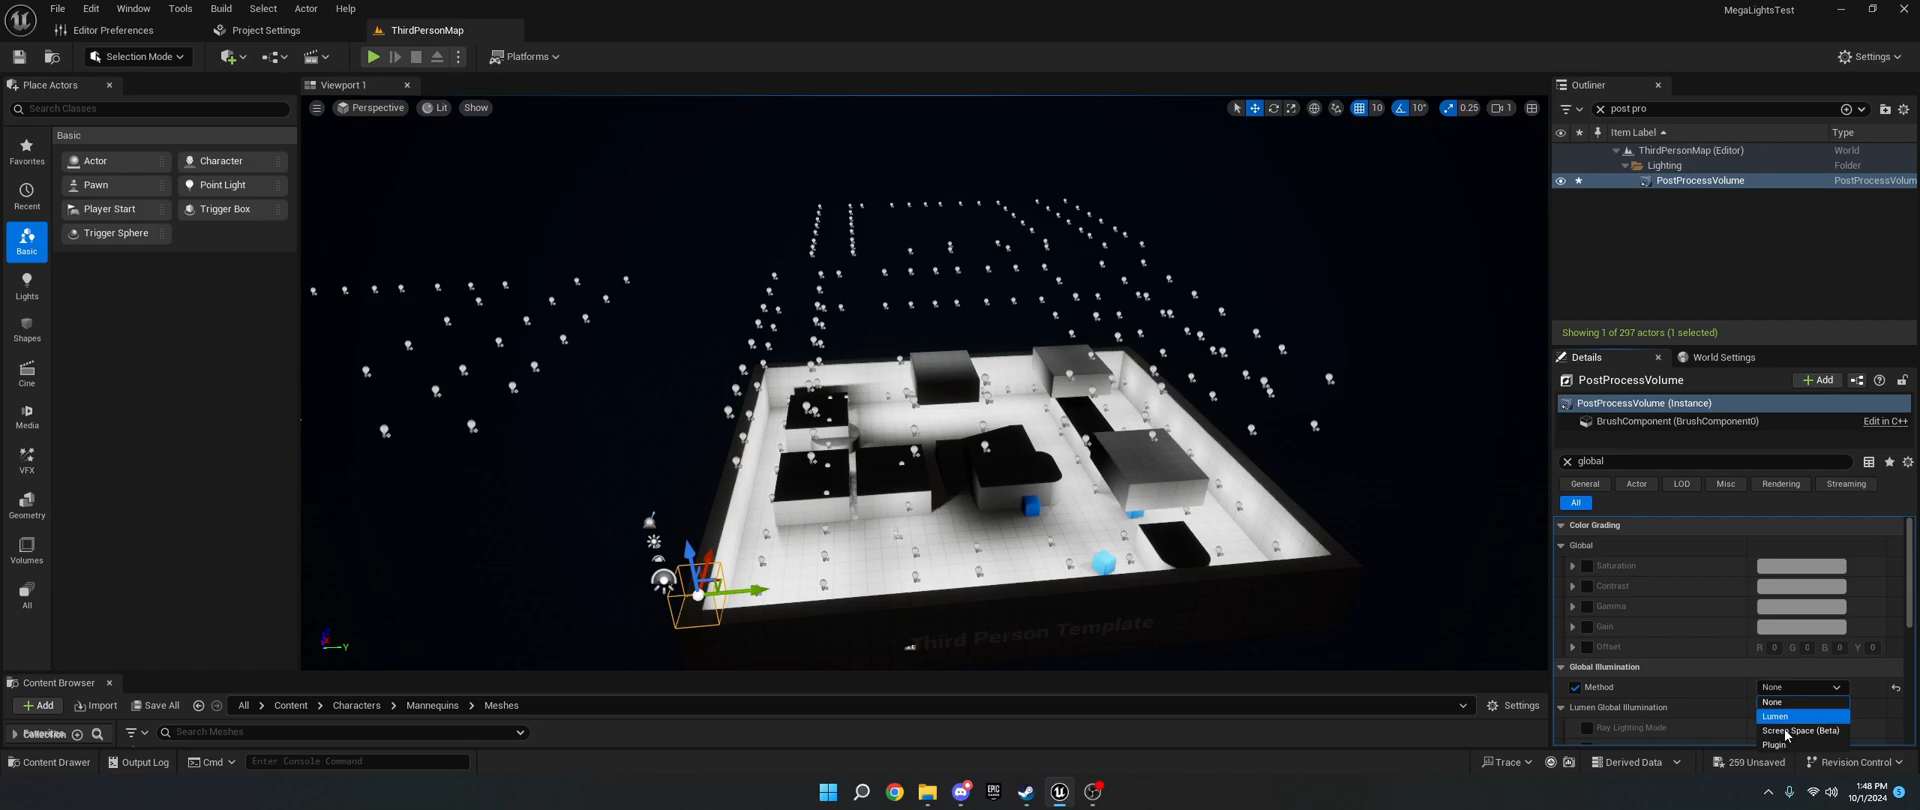 File Edit Window Tools Build Select Actor Help
MegaLightsTest
Editor Preferences Project Settings ThirdPersonMap
Selection Mode Platforms Settings
Place Actors
Search Classes
Favorites
Recent
Basic
Lights
Shapes
Cine
Media
VFX
Geometry
Volumes
All
Basic
Actor Character
Pawn Point Light
Player Start Trigger Box
Trigger Sphere
Viewport 1
Perspective Lit Show
10 10° 0.25 1
Third Person Template
Y
Outliner
post pro
Item Label Type
ThirdPersonMap (Editor) World
Lighting Folder
PostProcessVolume PostProcessVolum
Showing 1 of 297 actors (1 selected)
Details World Settings
PostProcessVolume Add
PostProcessVolume (Instance)
BrushComponent (BrushComponent0) Edit in C++
global
General Actor LOD Misc Rendering Streaming
All
Color Grading
Global
Saturation
Contrast
Gamma
Gain
Offset R 0 G 0 B 0 Y 0
Global Illumination
Method None
None
Lumen Global Illumination
Lumen
Ray Lighting Mode
Screen Space (Beta)
Plugin
Content Browser
Add Import Save All All Content Characters Mannequins Meshes Settings
Collection Search Meshes
Content Drawer Output Log Cmd Enter Console Command Trace Derived Data 259 Unsaved Revision Control
1:48 PM
10/1/2024